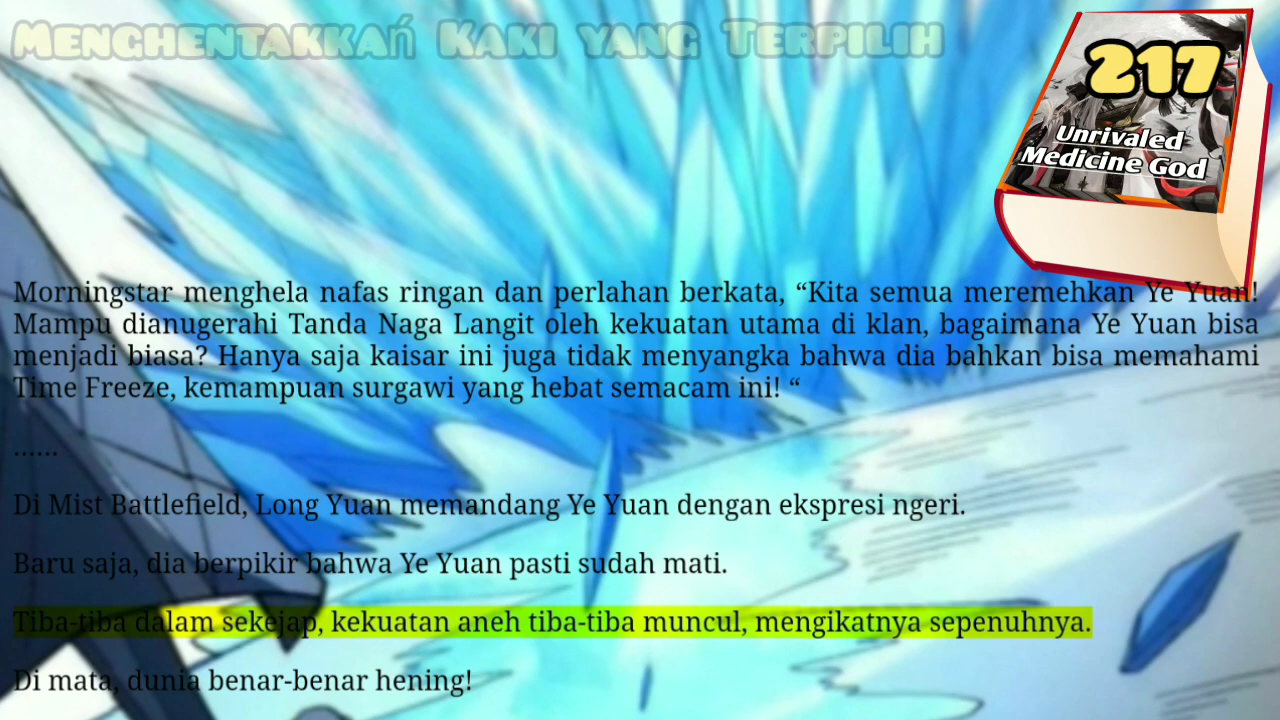 Menghentakkań Kaki yang Terpilih
217
Unrivaled
Medicine God
Morningstar menghela nafas ringan dan perlahan berkata, “Kita semua meremehkan Ye Yuan!
Mampu dianugerahi Tanda Naga Langit oleh kekuatan utama di klan, bagaimana Ye Yuan bisa
menjadi biasa? Hanya saja kaisar ini juga tidak menyangka bahwa dia bahkan bisa memahami
Time Freeze, kemampuan surgawi yang hebat semacam ini! “
……
Di Mist Battlefield, Long Yuan memandang Ye Yuan dengan ekspresi ngeri.
Baru saja, dia berpikir bahwa Ye Yuan pasti sudah mati.
Tiba-tiba dalam sekejap, kekuatan aneh tiba-tiba muncul, mengikatnya sepenuhnya.
Di mata, dunia benar-benar hening!